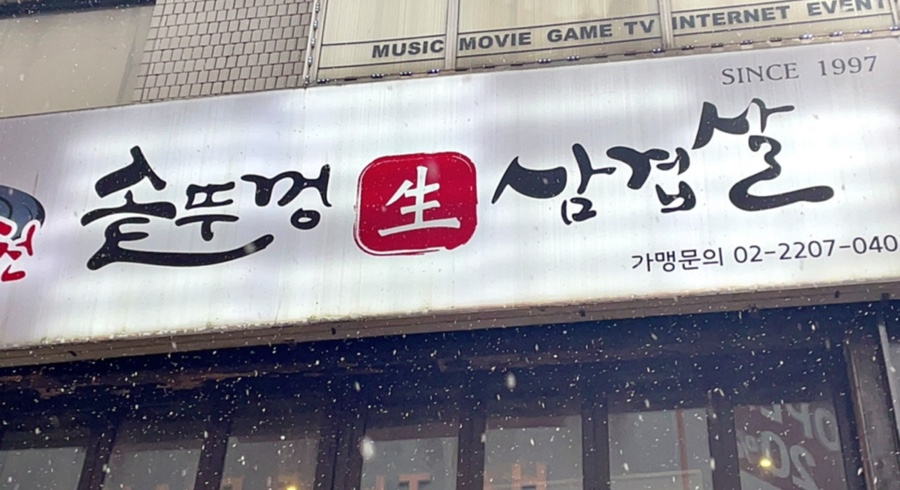 MUSIC MOVIE GAME TV INTERNET EVENT
SINCE 1997
솥뚜껑 生 삼겹살
가맹문의 02-2207-040